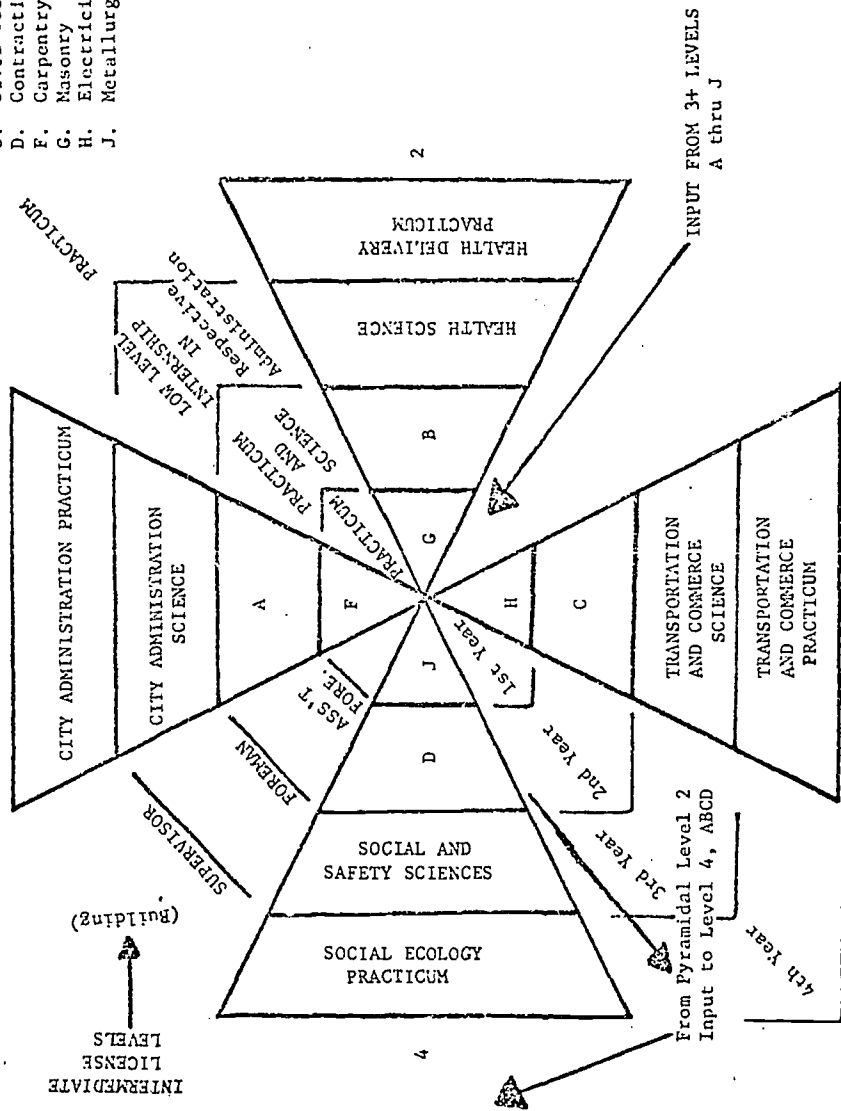 D. Contracti
F. Carpentry
G. Masonry
H. Electrici
J. Metallurg
PRACTICUM
LOW LEVEL
INTERNSHIP
IN
Respective
Administration
PRACTICUM
AND
SCIENCE
PRACTICUM
CITY ADMINISTRATION PRACTICUM
CITY ADMINISTRATION
SCIENCE
A
F
2
HEALTH DELIVERY
PRACTICUM
HEALTH SCIENCE
B
G
INPUT FROM 3+ LEVELS
A thru J
H
C
TRANSPORTATION
AND COMMERCE
SCIENCE
TRANSPORTATION
AND COMMERCE
PRACTICUM
1st Year
2nd Year
3rd Year
4th Year
J
D
SOCIAL AND
SAFETY SCIENCES
SOCIAL ECOLOGY
PRACTICUM
4
ASS'T
FORE.
FOREMAN
SUPERVISOR
(Building)
INTERMEDIATE
LICENSE
LEVELS
From Pyramidal Level 2
Input to Level 4, ABCD